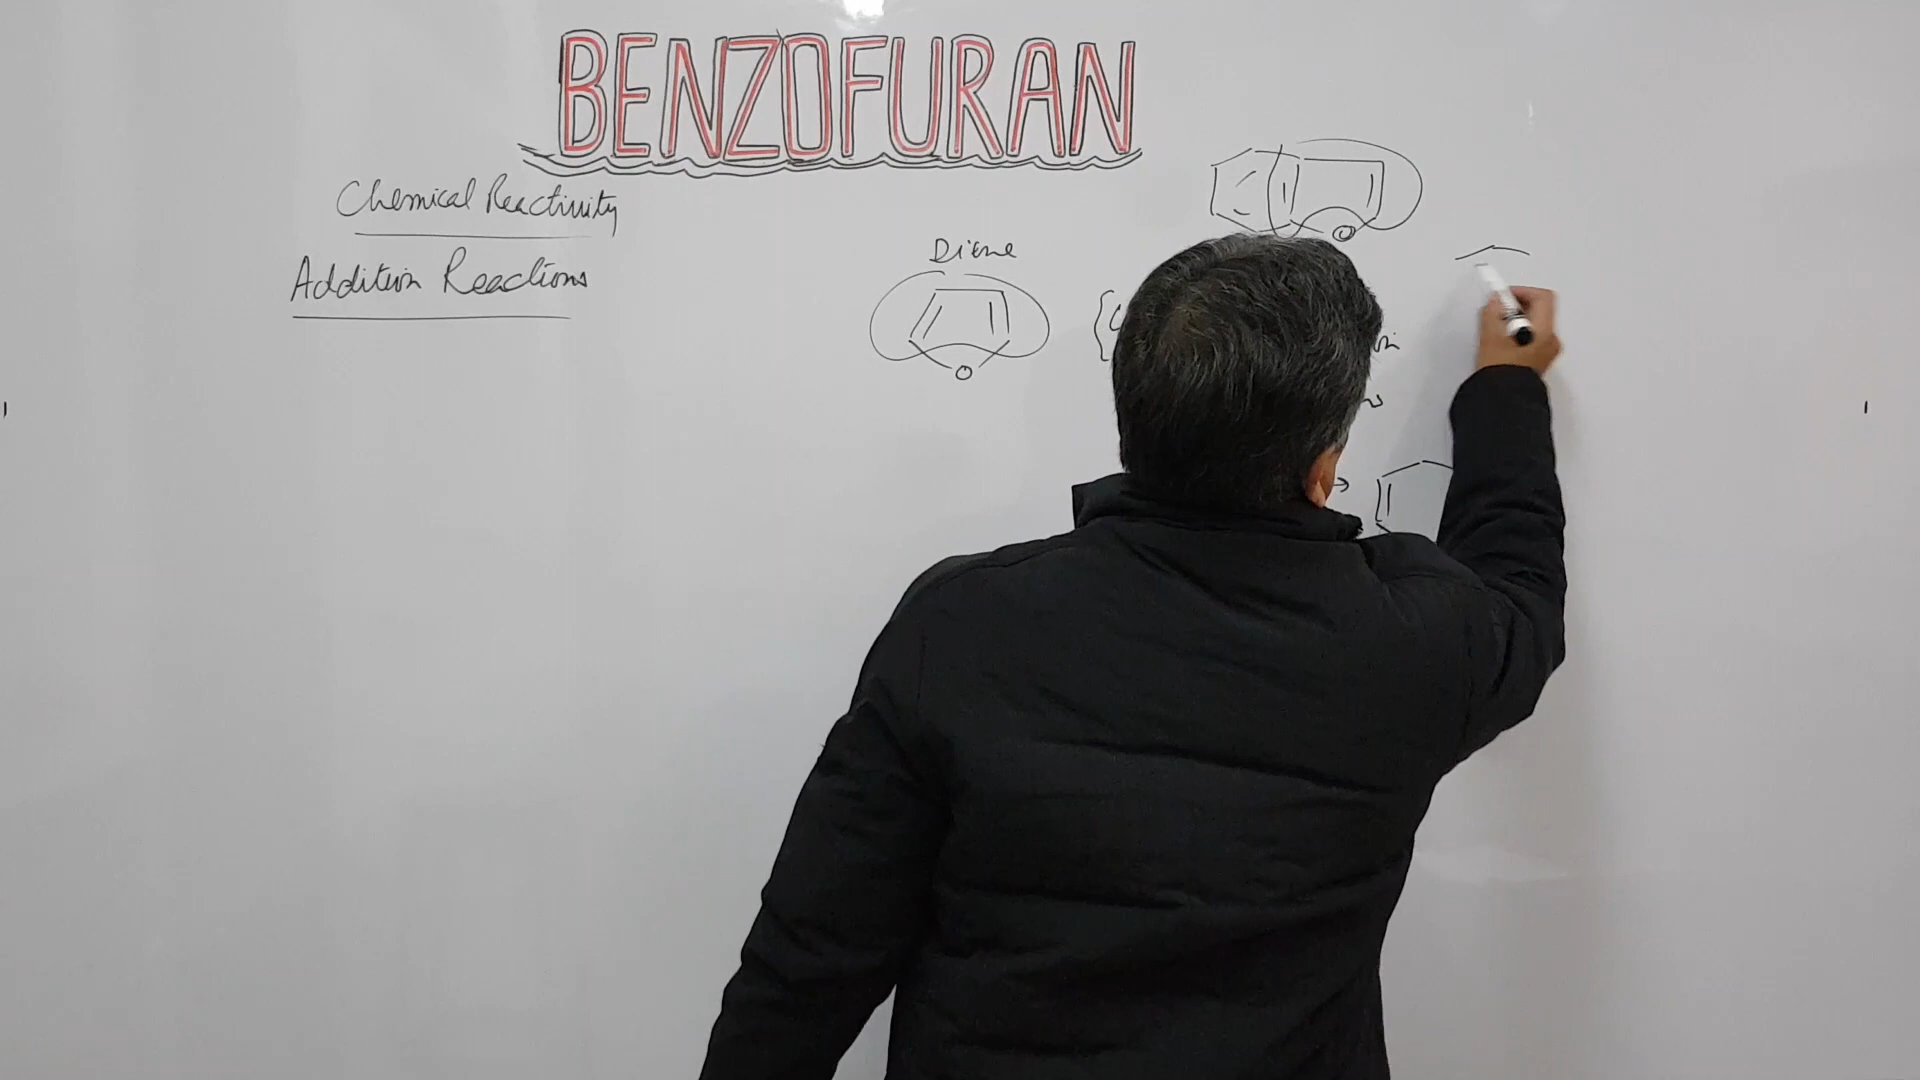 BENZOFURAN
Chemical Reactivity
Addition Reactions
Diene
O
O